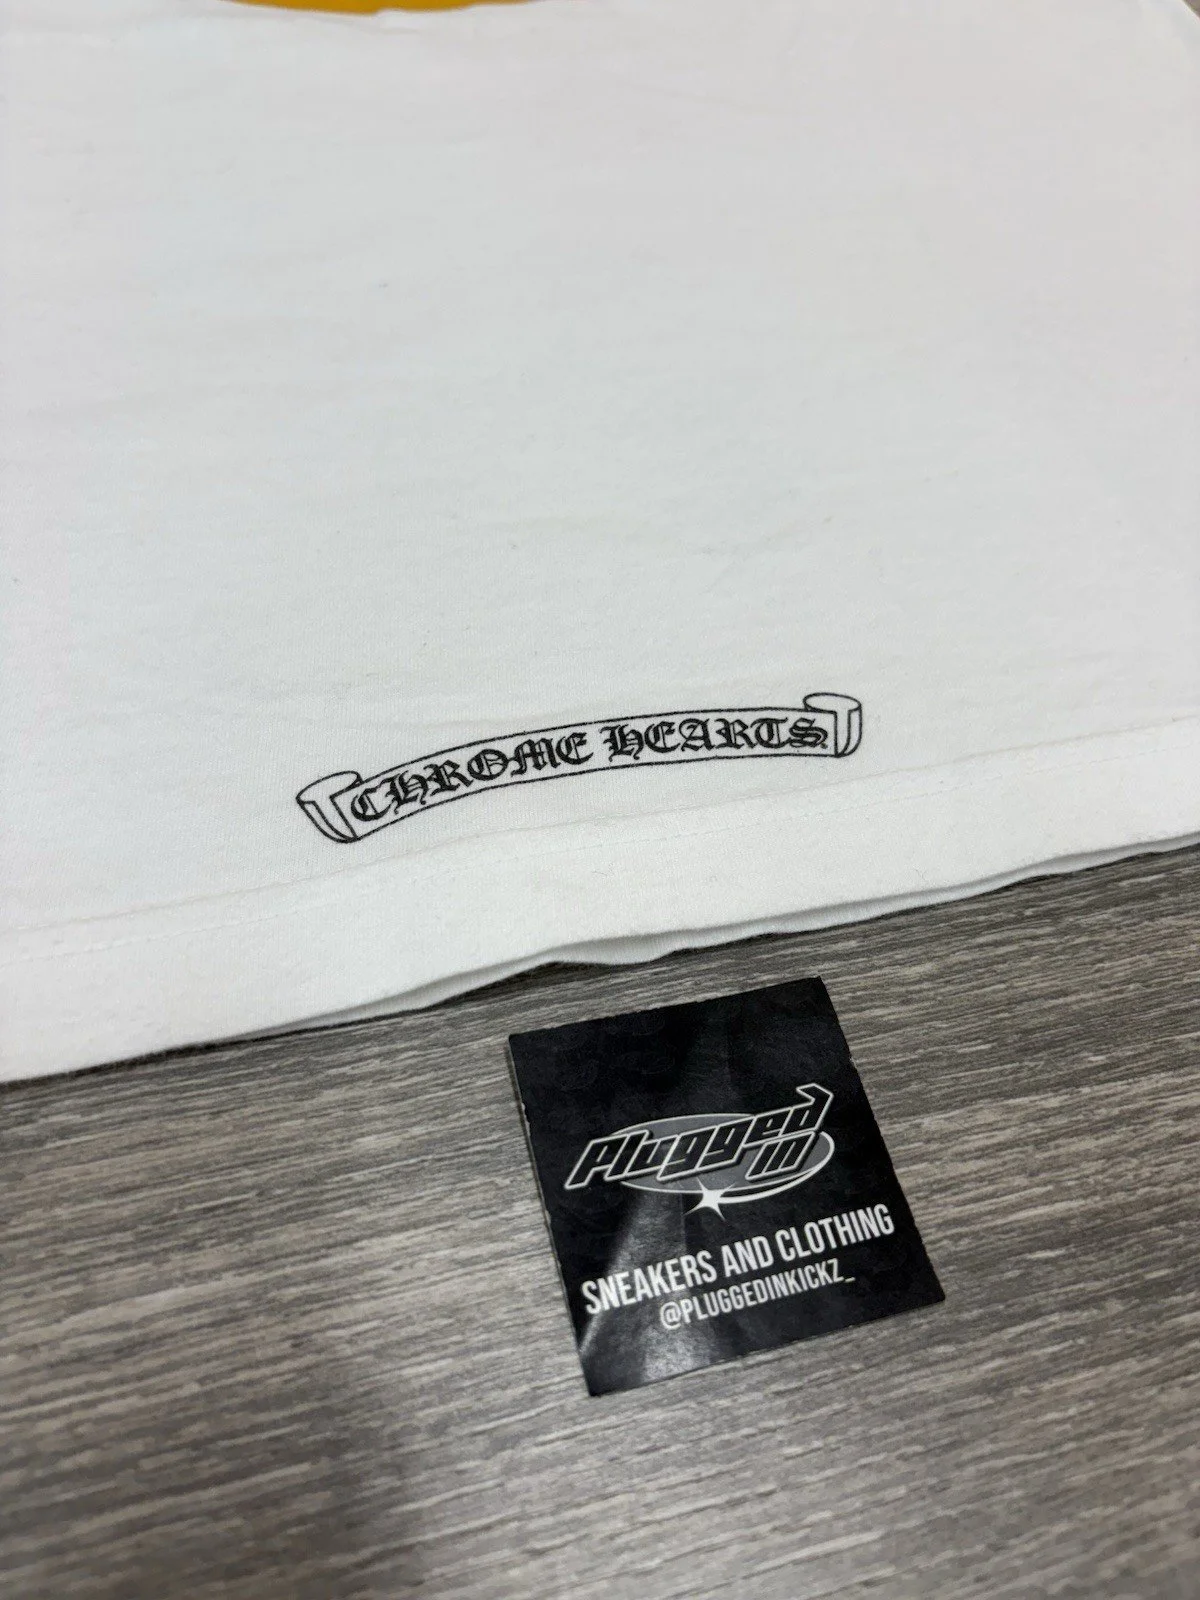 CHROME HEARTS
Plugged
in
SNEAKERS AND CLOTHING
@PLUGGEDINKICKZ_